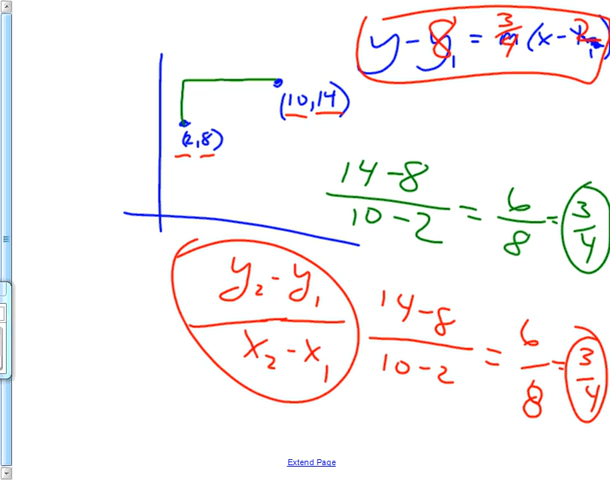 y - 8 = 3/4 (x - 2)
(10,14)
(2,8)
14-8 / 10-2 = 6/8 = 3/4
y₂-y₁ / x₂-x₁
14-8 / 10-2 = 6/8 = 3/4
Extend Page